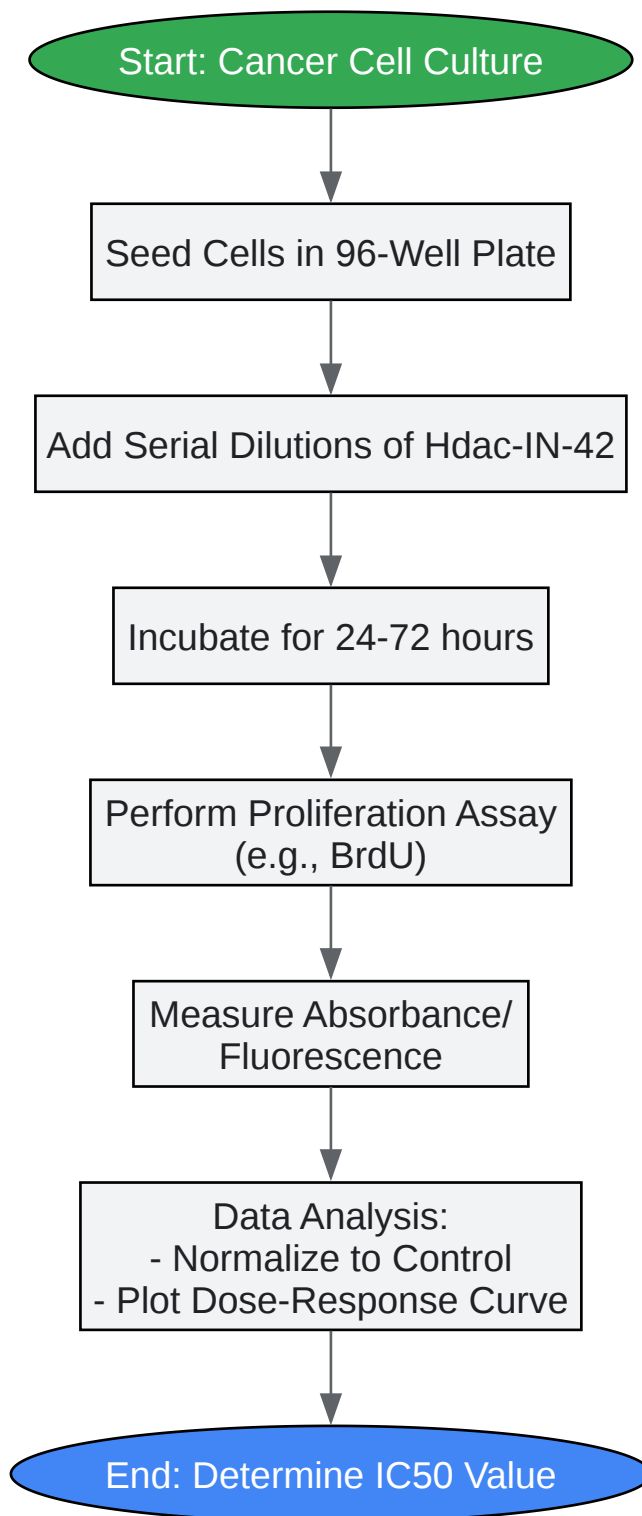 Start: Cancer Cell Culture
Seed Cells in 96-Well Plate
Add Serial Dilutions of Hdac-IN-42
Incubate for 24-72 hours
Perform Proliferation Assay
(e.g., BrdU)
Measure Absorbance/
Fluorescence
Data Analysis:
- Normalize to Control
- Plot Dose-Response Curve
End: Determine IC50 Value